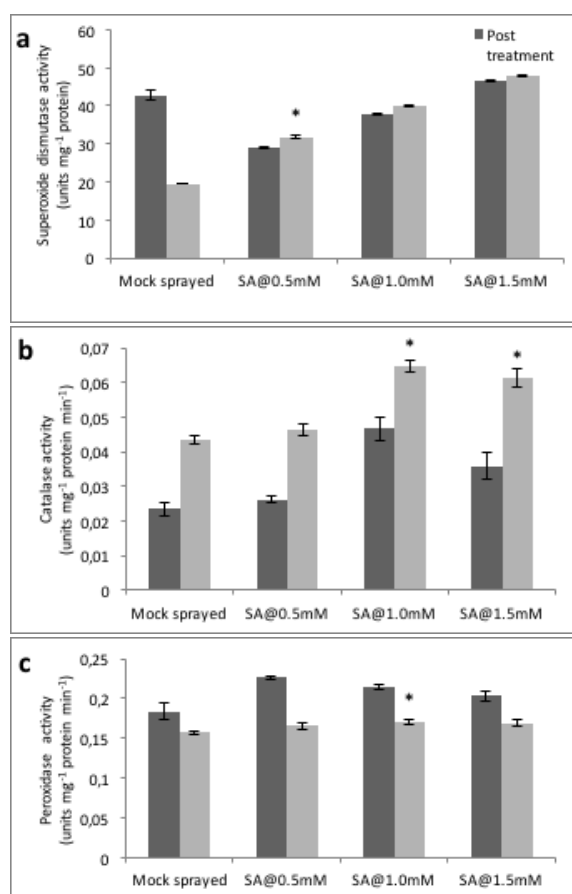 a
Superoxide dismutase activity
(units mg⁻¹ protein)
60
50
40
30
20
10
0
Post
treatment
*
Mock sprayed SA@0.5mM SA@1.0mM SA@1.5mM
b
Catalase activity
(units mg⁻¹ protein min⁻¹)
0,07
0,06
0,05
0,04
0,03
0,02
0,01
0
* *
Mock sprayed SA@0.5mM SA@1.0mM SA@1.5mM
c
Peroxidase activity
(units mg⁻¹ protein min⁻¹)
0,25
0,2
0,15
0,1
0,05
0
*
Mock sprayed SA@0.5mM SA@1.0mM SA@1.5mM